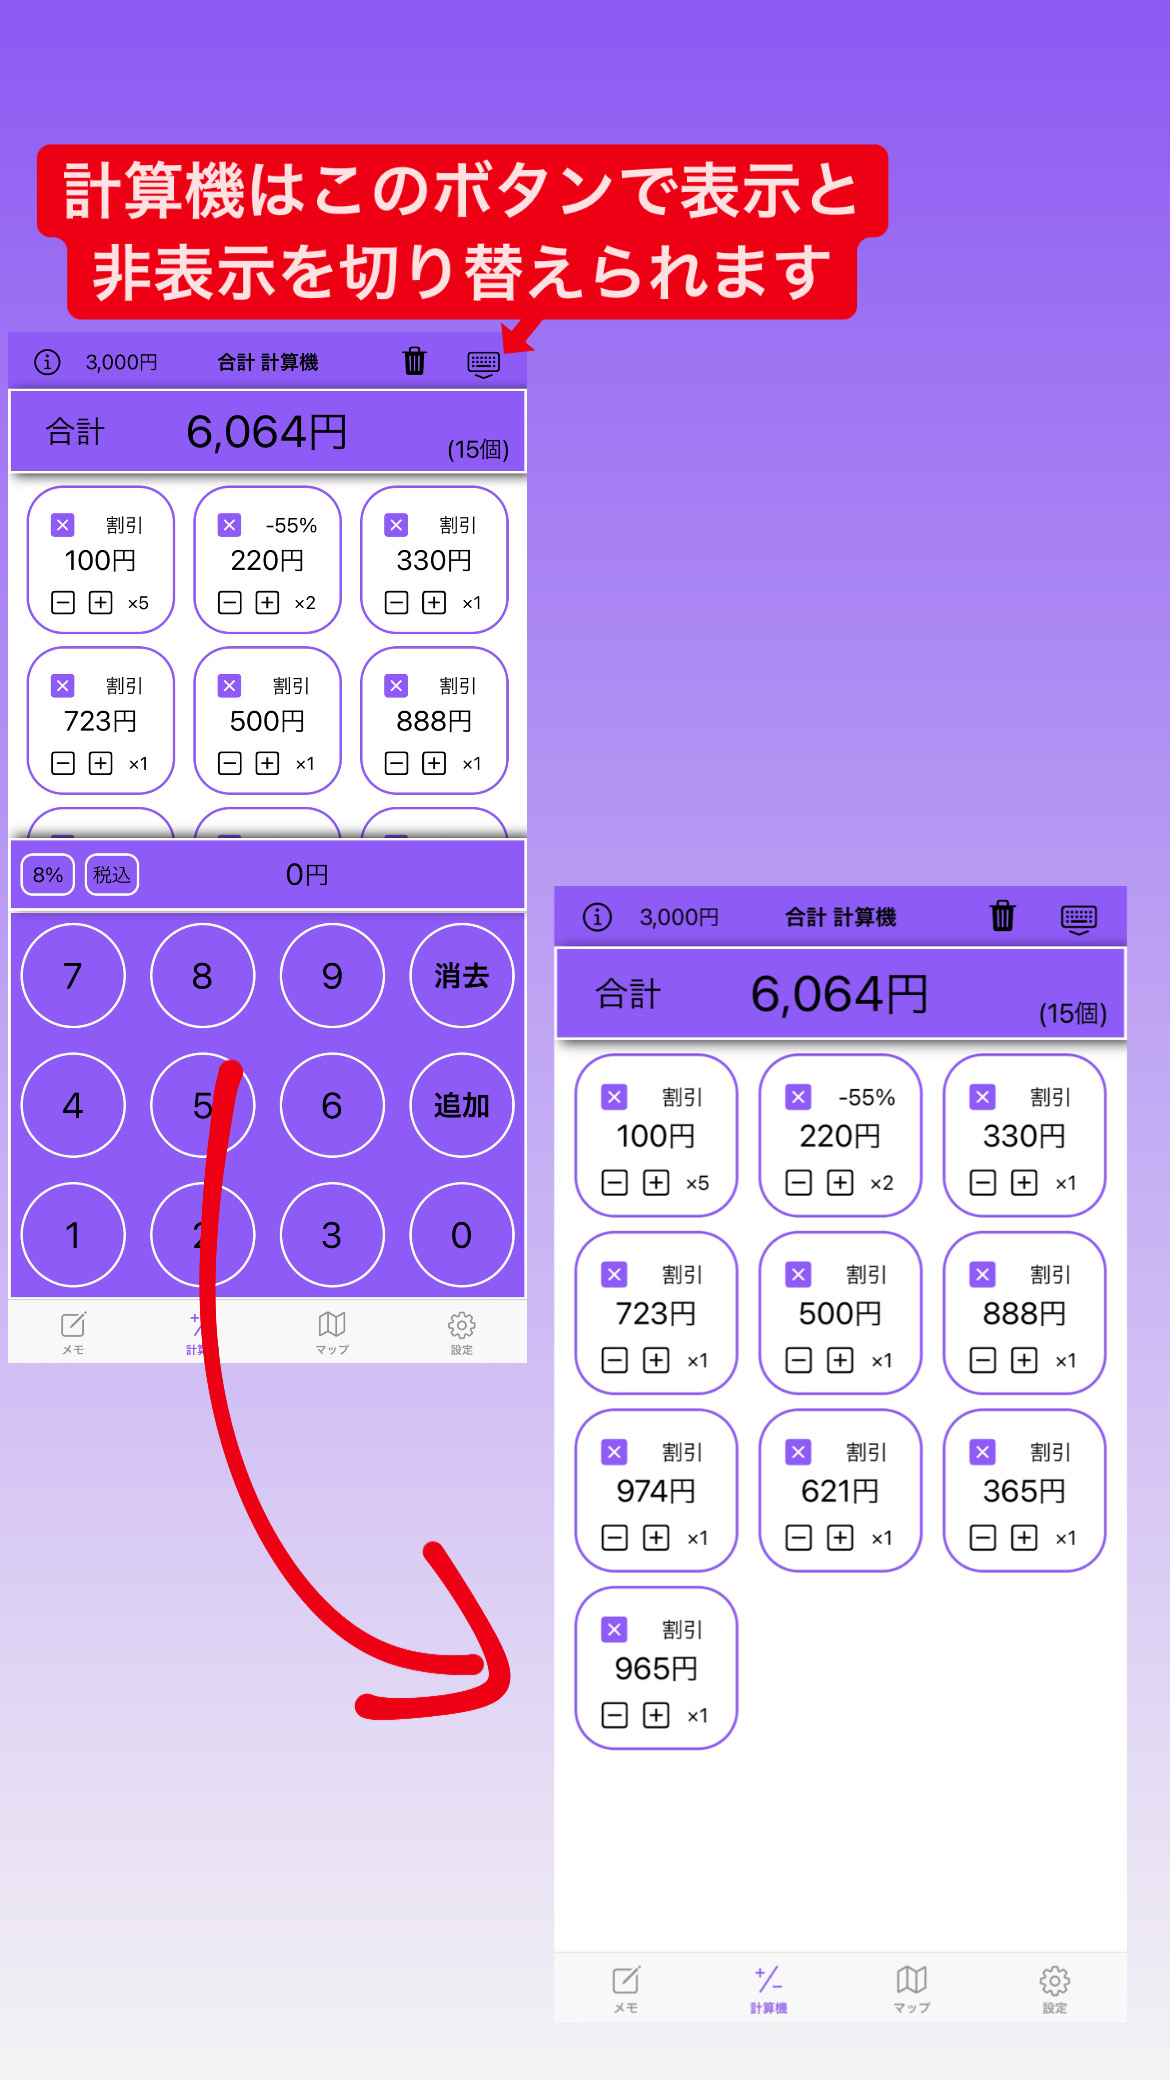 計算機はこのボタンで表示と
非表示を切り替えられます
3,000円 合計 計算機
合計 6,064円 (15個)
割引 -55% 割引
100円 220円 330円
×5 ×2 ×1
割引 割引 割引
723円 500円 888円
×1 ×1 ×1
8% 税込 0円
7 8 9 消去
4 5 6 追加
1 2 3 0
メモ 計算 マップ 設定
3,000円 合計 計算機
合計 6,064円 (15個)
割引 -55% 割引
100円 220円 330円
×5 ×2 ×1
割引 割引 割引
723円 500円 888円
×1 ×1 ×1
割引 割引 割引
974円 621円 365円
×1 ×1 ×1
割引
965円
×1
メモ 計算機 マップ 設定